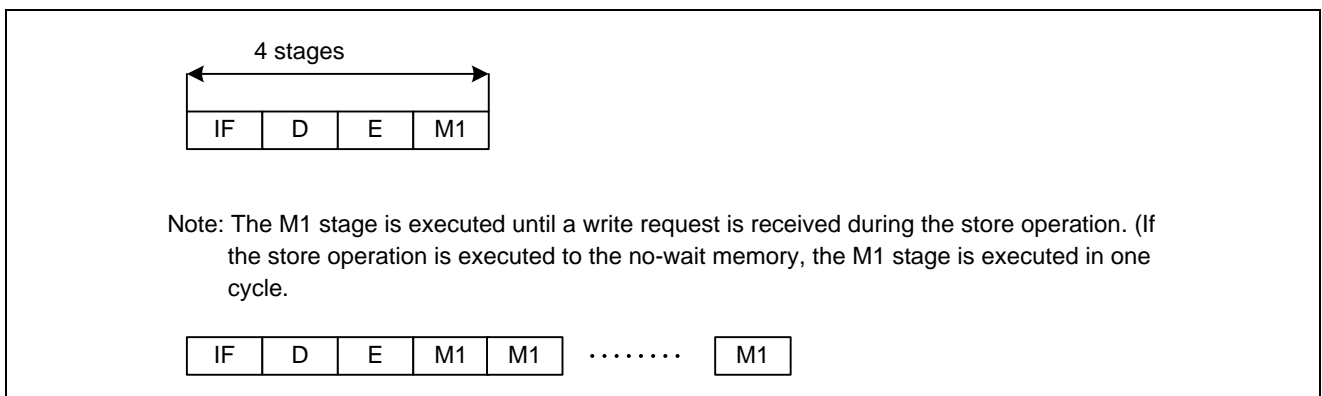 4 stages
IF D E M1
Note: The M1 stage is executed until a write request is received during the store operation. (If
the store operation is executed to the no-wait memory, the M1 stage is executed in one
cycle.
IF D E M1 M1 ········ M1